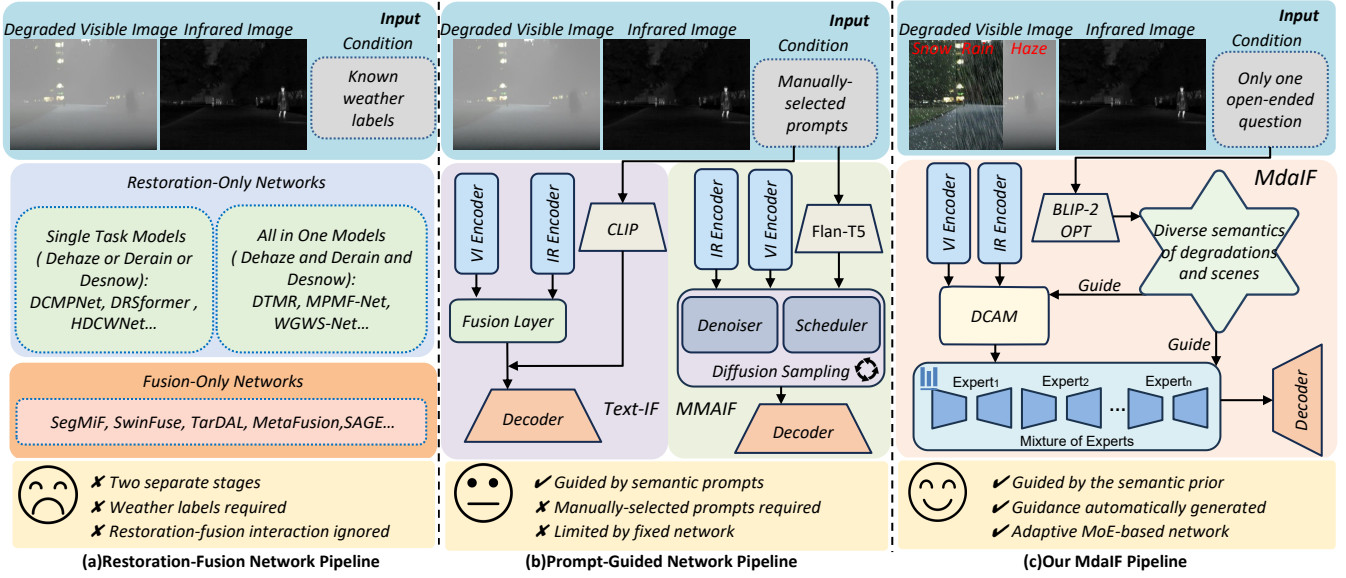 Input
Degraded Visible Image Infrared Image
Condition
Known
weather
labels
Restoration-Only Networks
Single Task Models
( Dehaze or Derain or
Desnow):
DCMPNet, DRSformer ,
HDCWNet...
All in One Models
( Dehaze and Derain and
Desnow):
DTMR, MPMF-Net,
WGWS-Net...
Fusion-Only Networks
SegMiF, SwinFuse, TarDAL, MetaFusion,SAGE...
✘ Two separate stages
✘ Weather labels required
✘ Restoration-fusion interaction ignored
(a)Restoration-Fusion Network Pipeline
Input
Degraded Visible Image Infrared Image
Condition
Manually-
selected
prompts
VI Encoder
IR Encoder
CLIP
Fusion Layer
Decoder
Text-IF
IR Encoder
VI Encoder
Flan-T5
Denoiser
Scheduler
Diffusion Sampling
MMAIF
Decoder
✔ Guided by semantic prompts
✘ Manually-selected prompts required
✘ Limited by fixed network
(b)Prompt-Guided Network Pipeline
Input
Degraded Visible Image Infrared Image
Snow Rain Haze
Condition
Only one
open-ended
question
MdaIF
VI Encoder
IR Encoder
BLIP-2
OPT
Diverse semantics
of degradations
and scenes
Guide
DCAM
Guide
Expert1
Expert2
...
Expertn
Mixture of Experts
Decoder
✔ Guided by the semantic prior
✔ Guidance automatically generated
✔ Adaptive MoE-based network
(c)Our MdaIF Pipeline